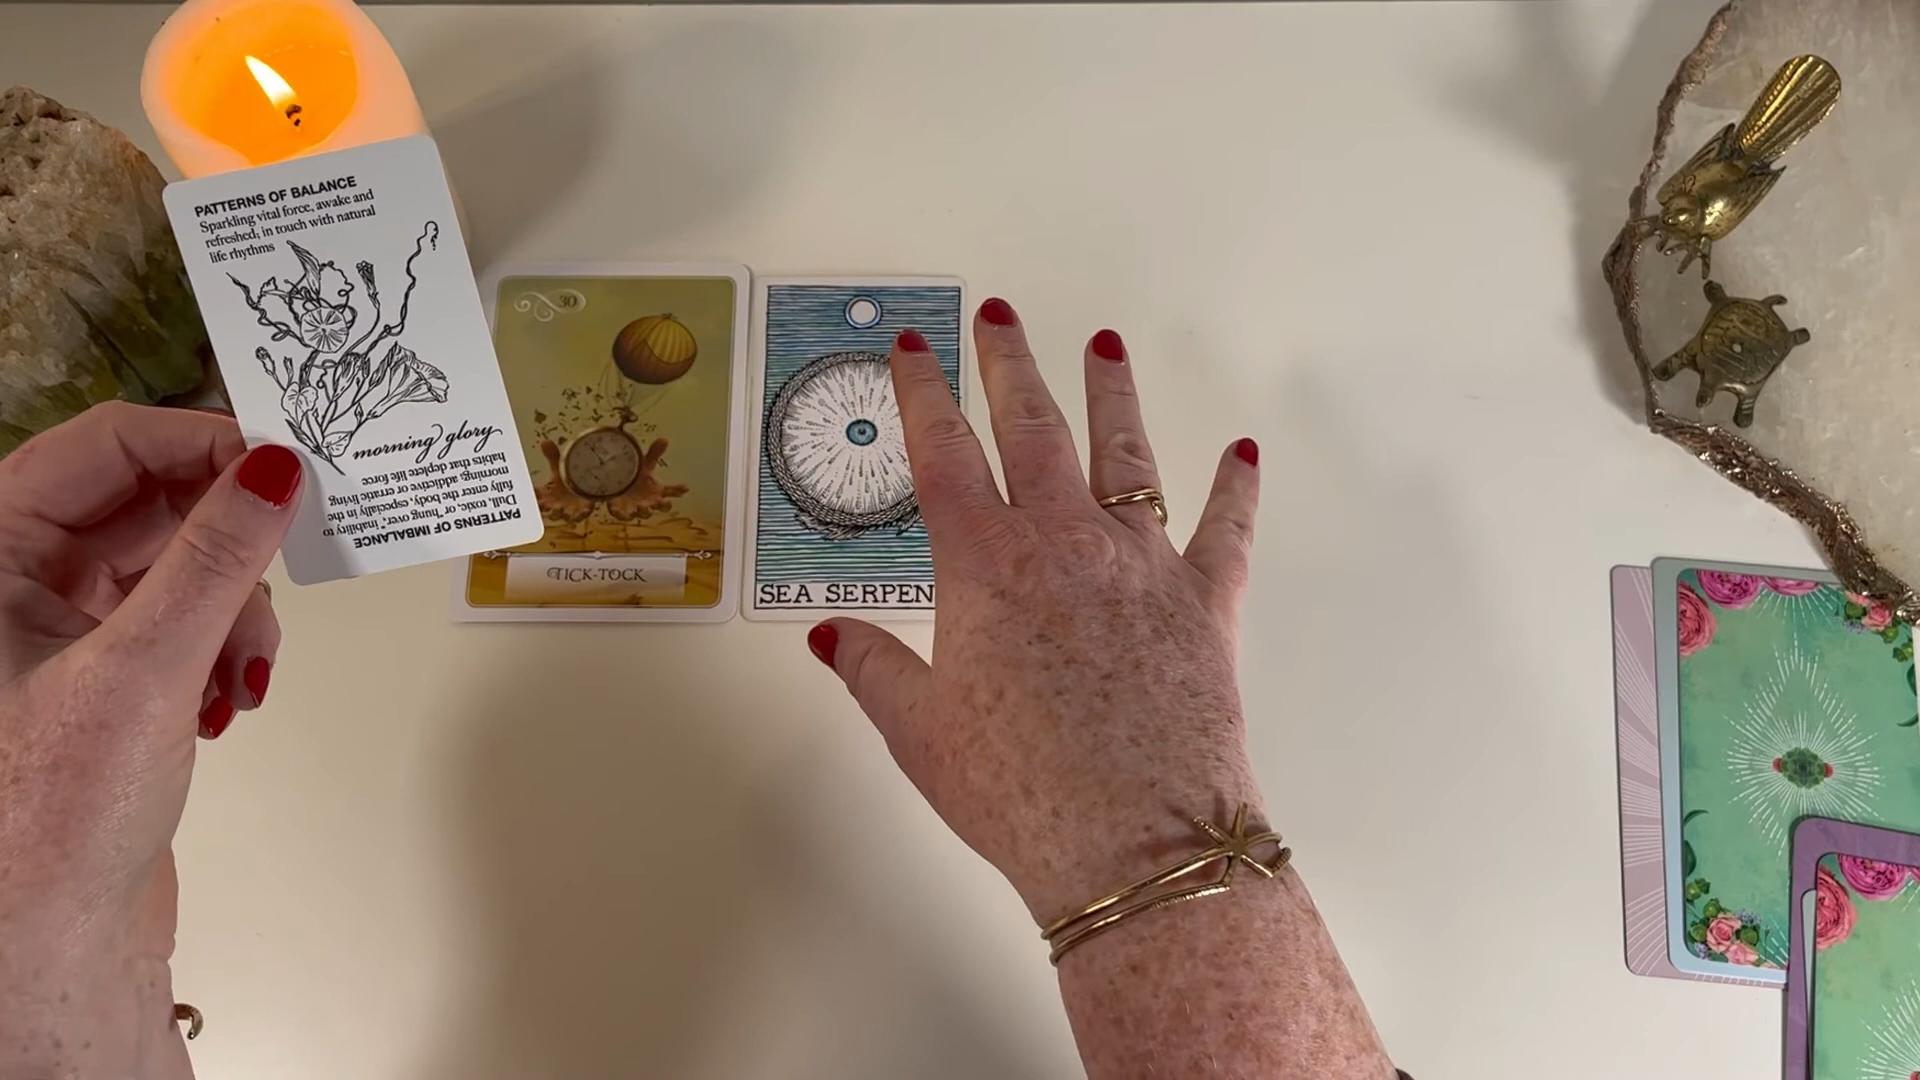 PATTERNS OF BALANCE
Sparkling vital force, awake and
refreshed; in touch with natural
life rhythms
morning glory
PATTERNS OF IMBALANCE
Dull, toxic, or "hung over," inability to
fully enter the body, especially in the
morning; addictive or erratic living
habits that deplete life force
30
TICK-TOCK
SEA SERPEN